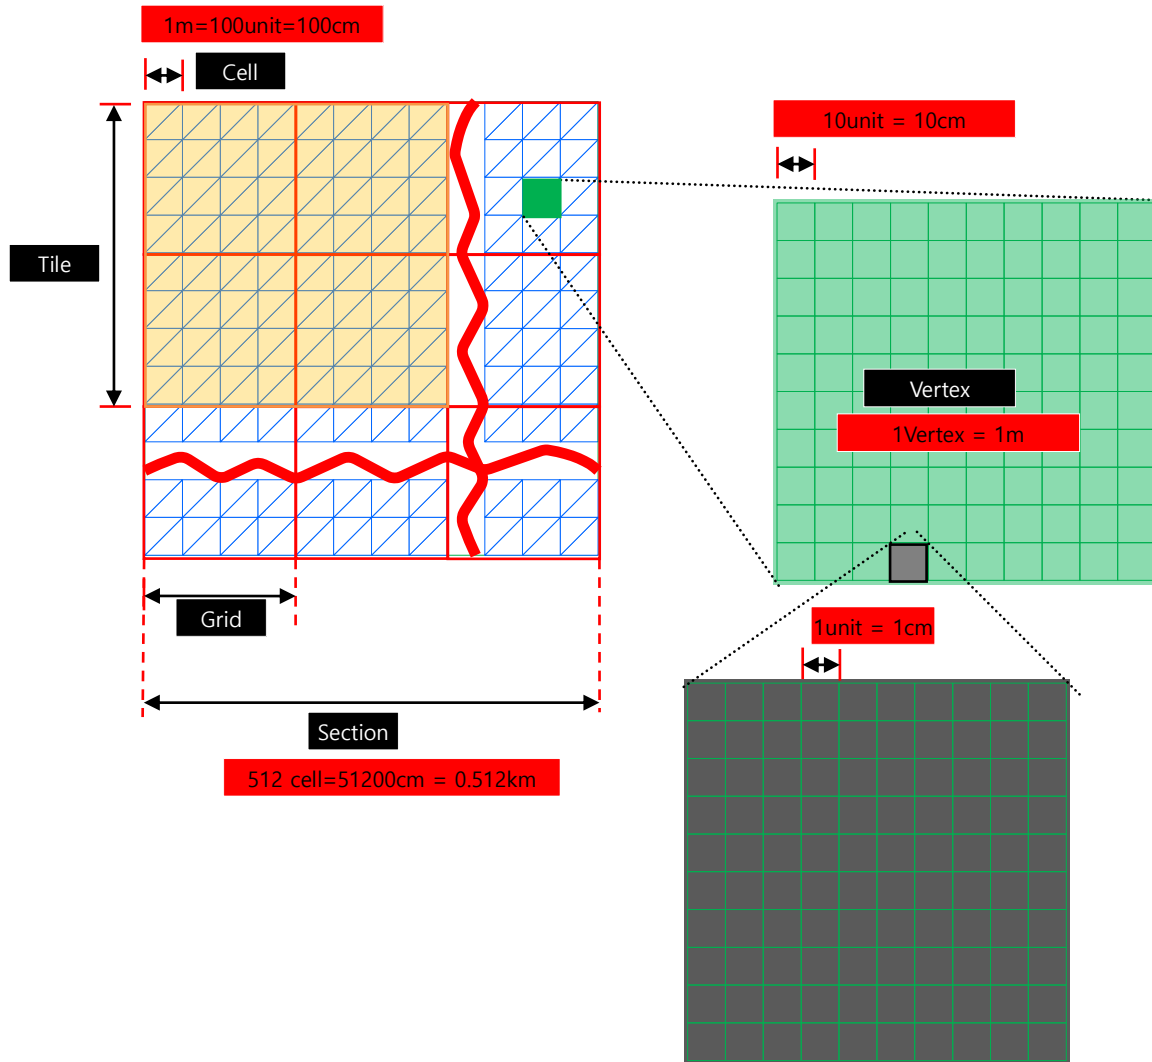 1m=100unit=100cm
Cell
10unit = 10cm
Tile
Vertex
1Vertex = 1m
Grid
1unit = 1cm
Section
512 cell=51200cm = 0.512km